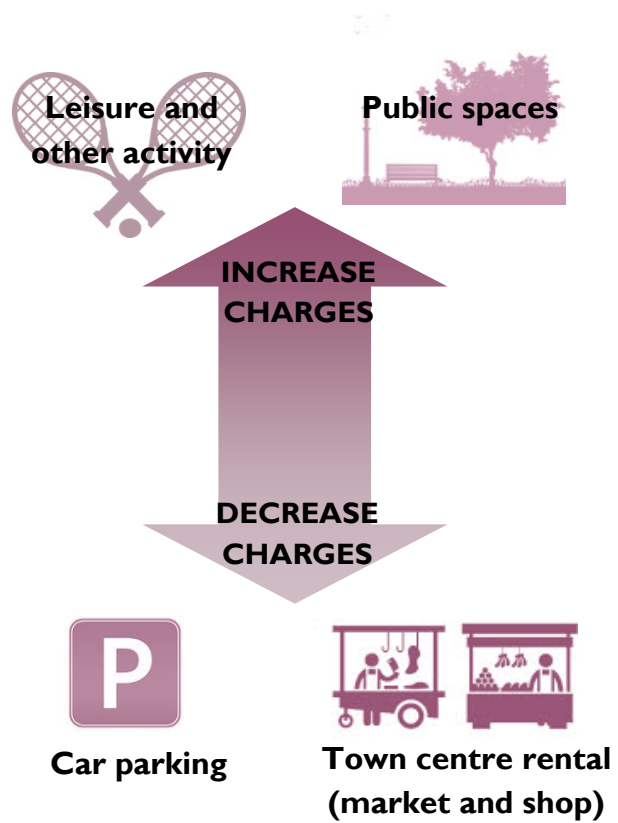 Leisure and
other activity
Public spaces
INCREASE
CHARGES
DECREASE
CHARGES
P
Car parking
Town centre rental
(market and shop)